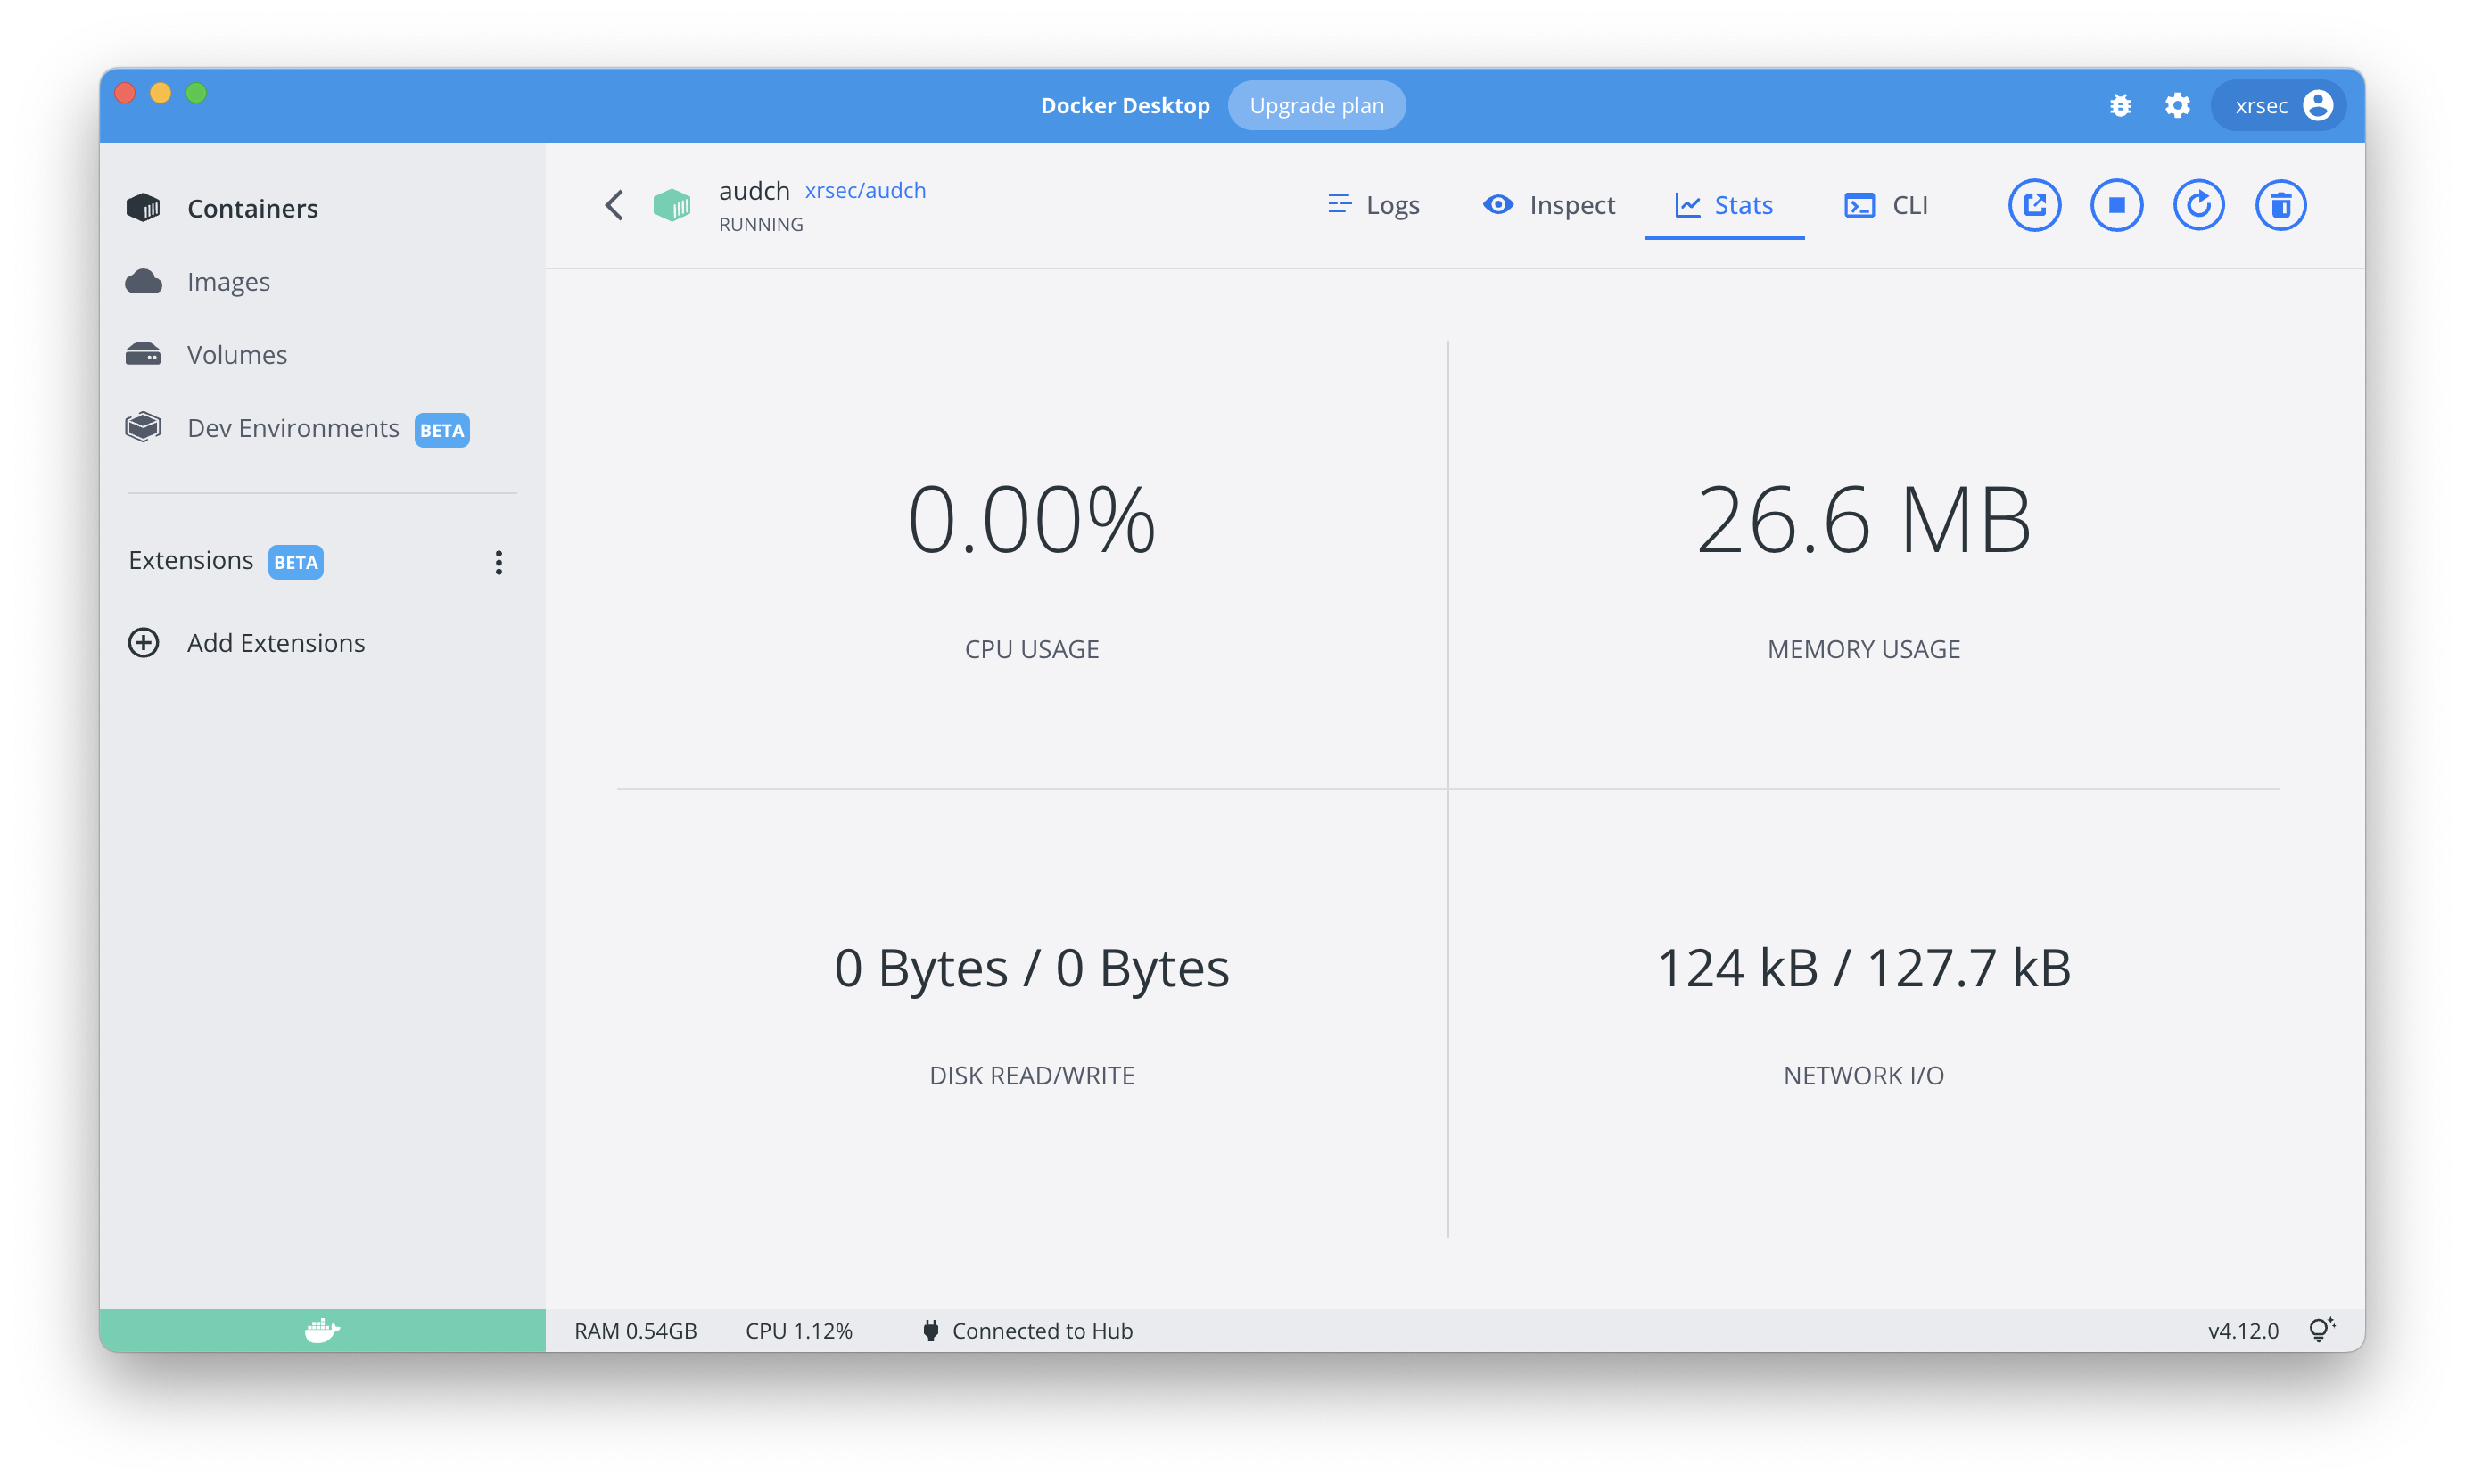 Docker Desktop Upgrade plan xrsec
Containers
Images
Volumes
Dev Environments BETA
Extensions BETA
Add Extensions
audch xrsec/audch
RUNNING
Logs Inspect Stats CLI
0.00%
CPU USAGE
26.6 MB
MEMORY USAGE
0 Bytes / 0 Bytes
DISK READ/WRITE
124 kB / 127.7 kB
NETWORK I/O
RAM 0.54GB CPU 1.12% Connected to Hub v4.12.0